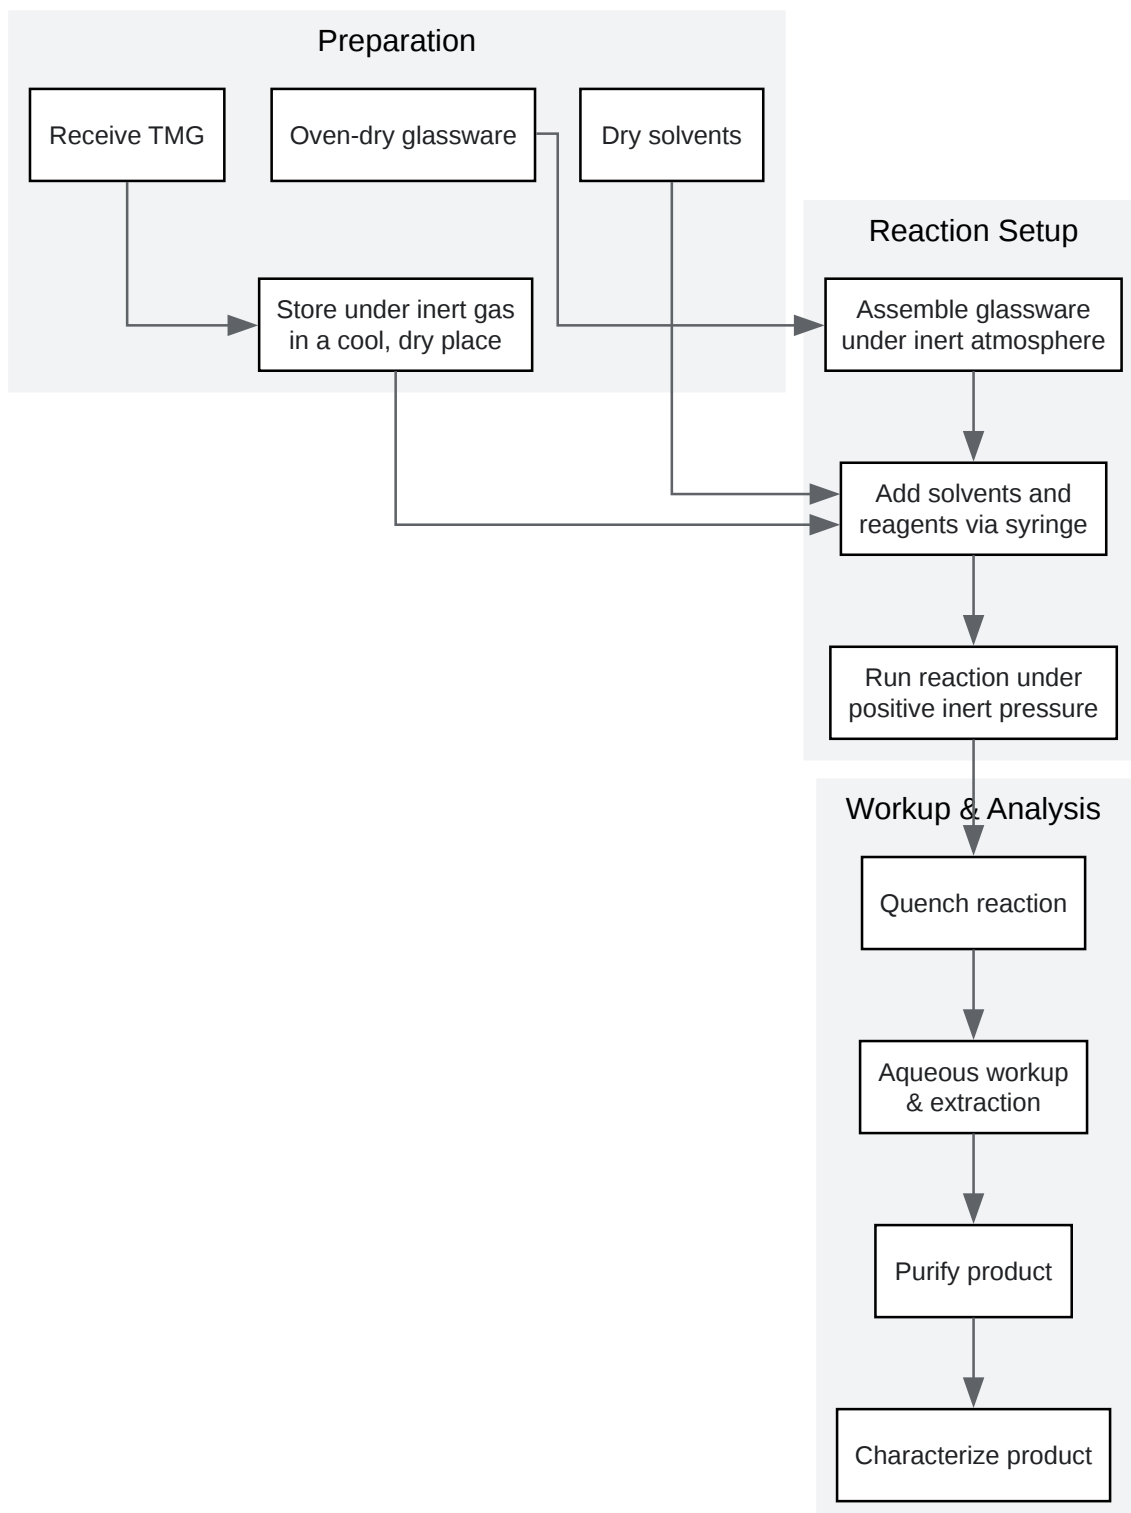 Preparation
Receive TMG
Oven-dry glassware
Dry solvents
Store under inert gas
in a cool, dry place
Reaction Setup
Assemble glassware
under inert atmosphere
Add solvents and
reagents via syringe
Run reaction under
positive inert pressure
Workup & Analysis
Quench reaction
Aqueous workup
& extraction
Purify product
Characterize product